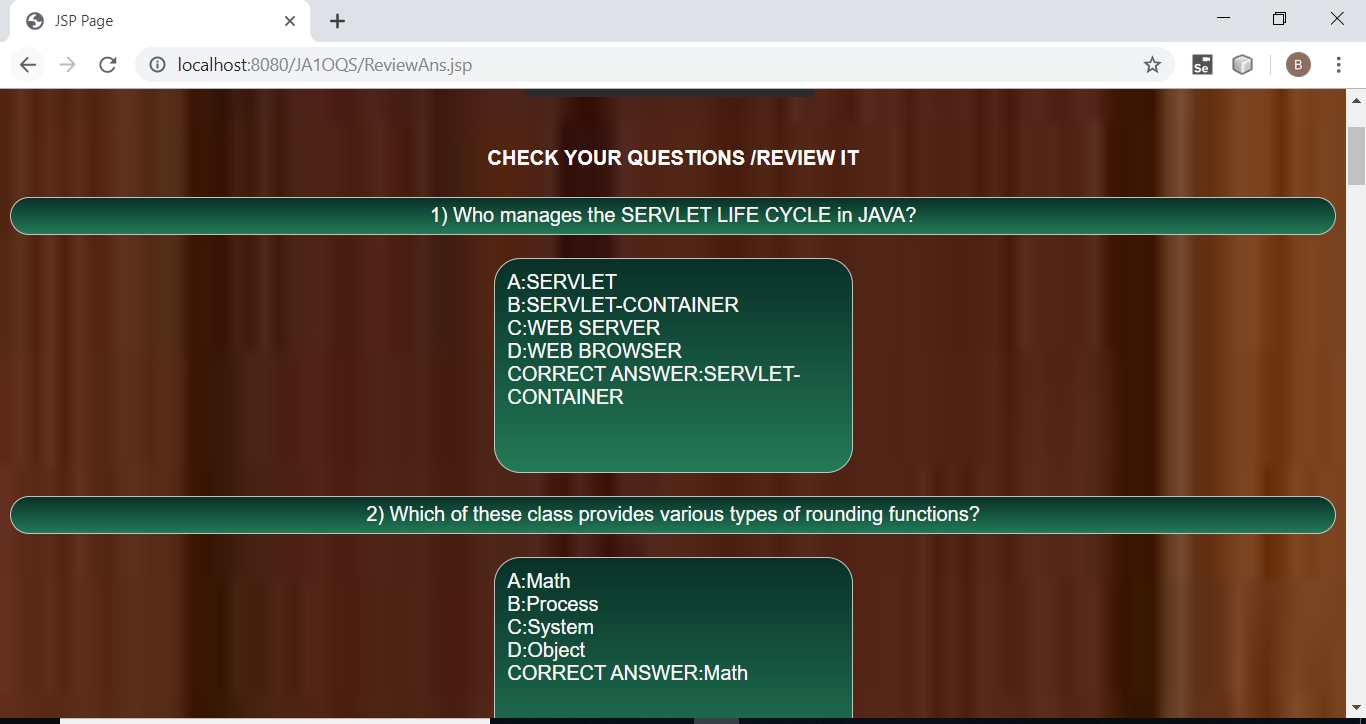 JSP Page
localhost:8080/JA1OQS/ReviewAns.jsp
Se
B
CHECK YOUR QUESTIONS /REVIEW IT
1) Who manages the SERVLET LIFE CYCLE in JAVA?
A:SERVLET
B:SERVLET-CONTAINER
C:WEB SERVER
D:WEB BROWSER
CORRECT ANSWER:SERVLET-
CONTAINER
2) Which of these class provides various types of rounding functions?
A:Math
B:Process
C:System
D:Object
CORRECT ANSWER:Math